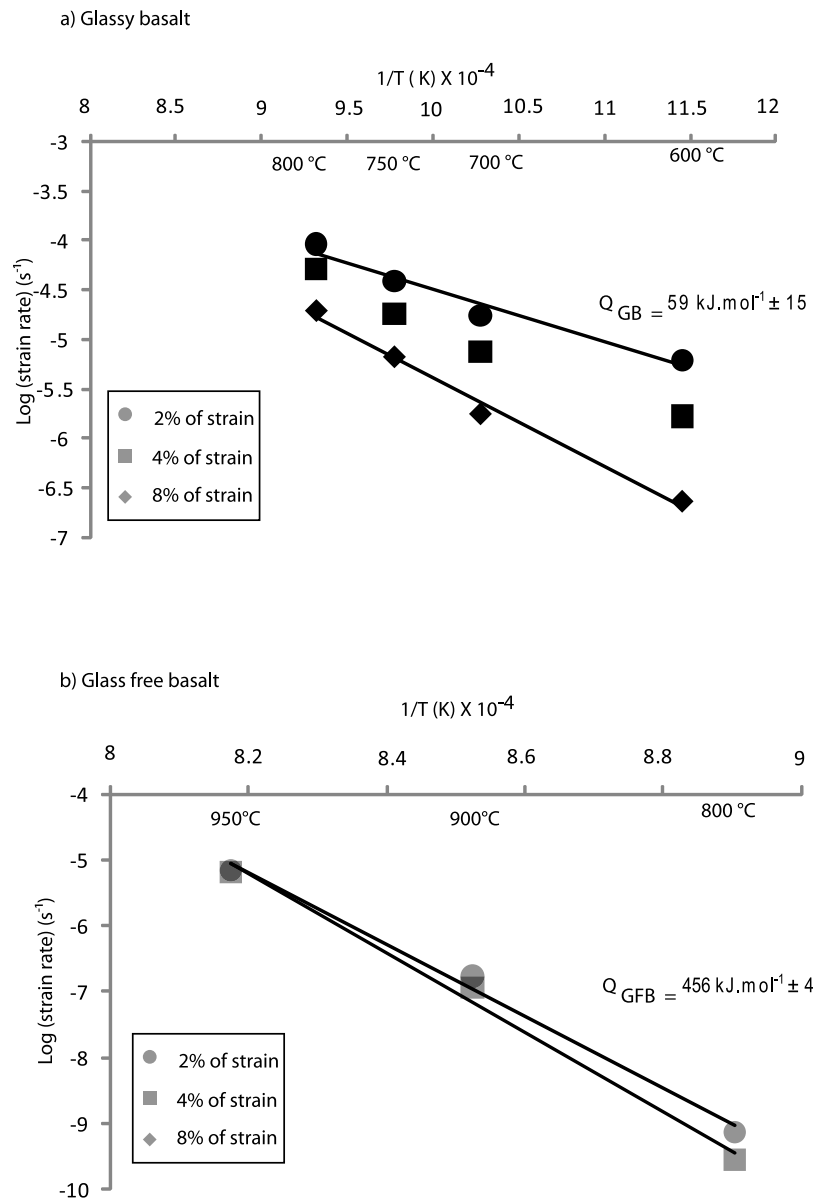 a) Glassy basalt
1/T ( K) X 10⁻⁴
8 8.5 9 9.5 10 10.5 11 11.5 12
-3
800 °C 750 °C 700 °C 600 °C
-3.5
-4
-4.5
Q GB = 59 kJ.mol⁻¹ ± 15
-5
Log (strain rate) (s⁻¹)
-5.5
2% of strain
-6
4% of strain
-6.5
8% of strain
-7
b) Glass free basalt
1/T (K) X 10⁻⁴
8 8.2 8.4 8.6 8.8 9
-4
950°C 900°C 800 °C
-5
-6
Q GFB = 456 kJ.mol⁻¹ ± 4
-7
Log (strain rate) (s⁻¹)
-8
2% of strain
4% of strain
-9
8% of strain
-10